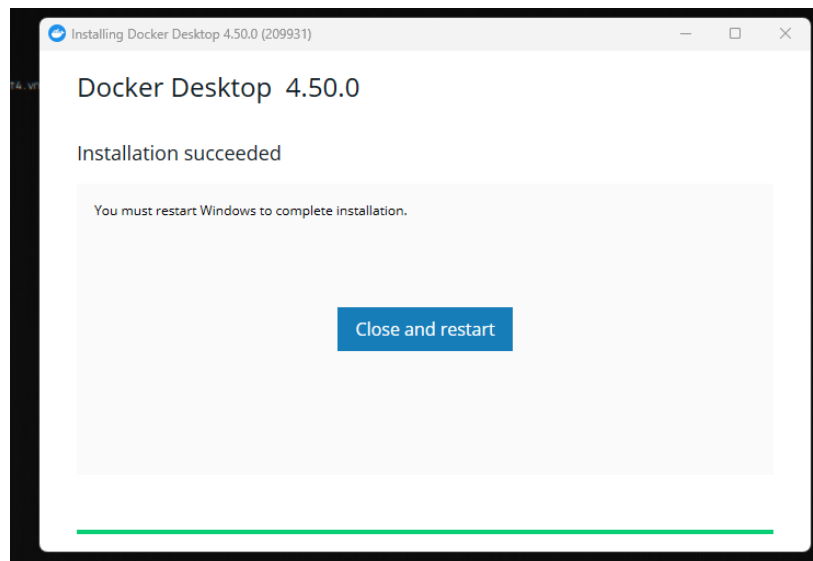 Installing Docker Desktop 4.50.0 (209931)
Docker Desktop 4.50.0
Installation succeeded
You must restart Windows to complete installation.
Close and restart